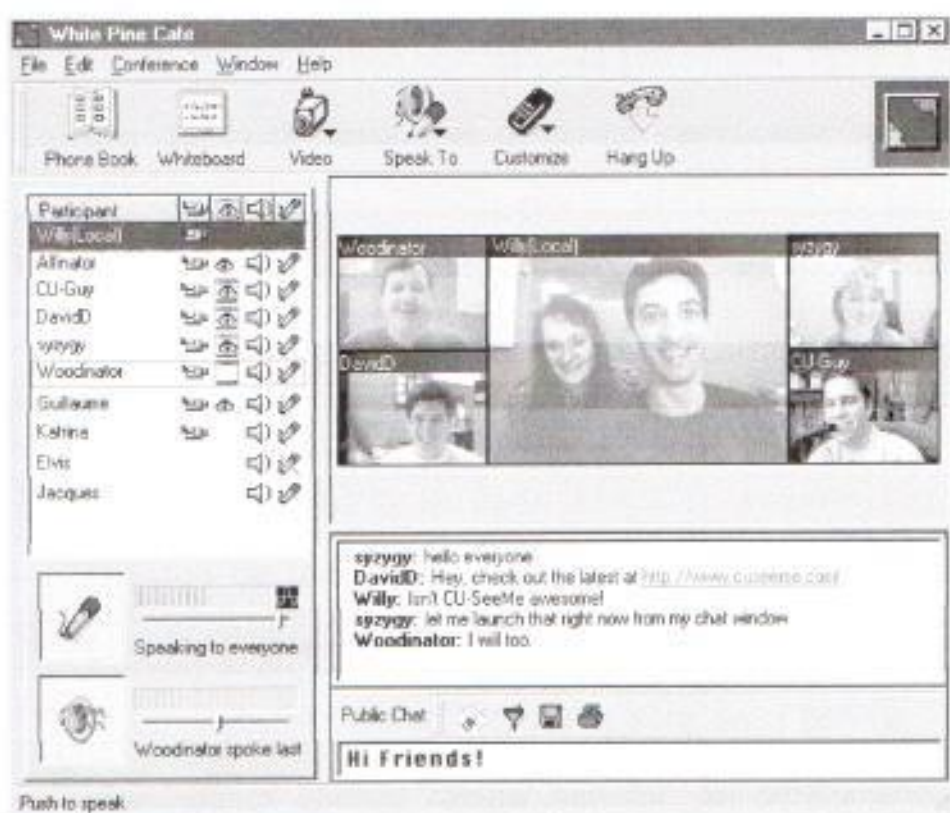 White Pine Cafe
File Edit Conference Window Help
Phone Book Whiteboard Video Speak To Customize Hang Up
Participant
Willy(Local)
Alfinator
CU-Guy
DavidD
syzygy
Woodinator
Guillaume
Katrina
Elvis
Jacques
Woodinator Willy(Local) syzygy
DavidD CU-Guy
syzygy: hello everyone
DavidD: Hey, check out the latest at
Willy: Isn't CU-SeeMe awesome!
syzygy: let me launch that right now from my chat window
Woodinator: I will too.
Speaking to everyone
Woodinator spoke last
Public Chat
Hi Friends!
Push to speak